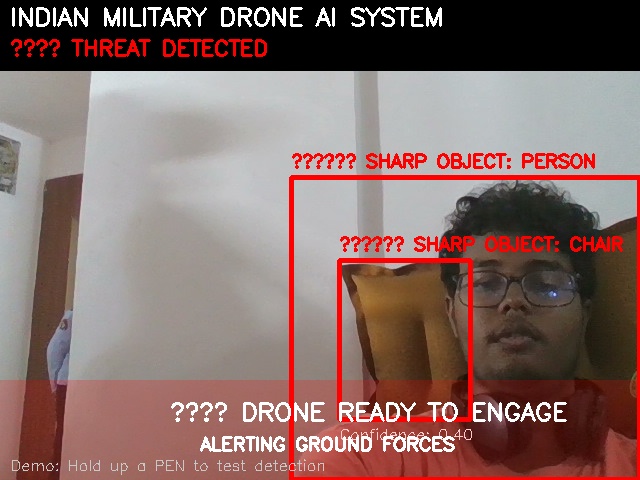 INDIAN MILITARY DRONE AI SYSTEM
???? THREAT DETECTED
?????? SHARP OBJECT: PERSON
?????? SHARP OBJECT: CHAIR
???? DRONE READY TO ENGAGE
Confidence: 0.40
ALERTING GROUND FORCES
Demo: Hold up a PEN to test detection